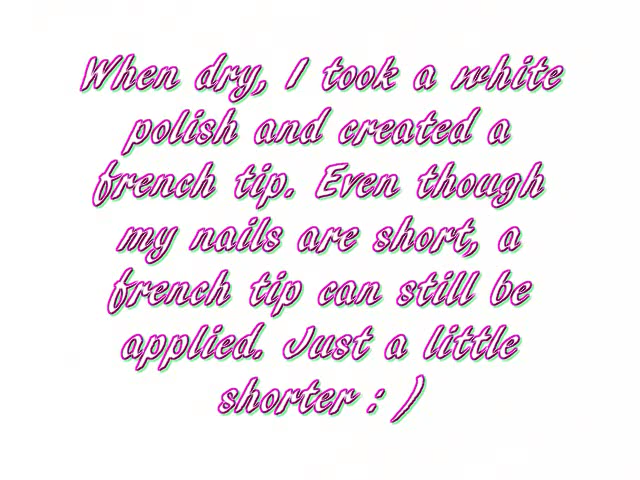 When dry, I took a white
polish and created a
french tip. Even though
my nails are short, a
french tip can still be
applied. Just a little
shorter : )